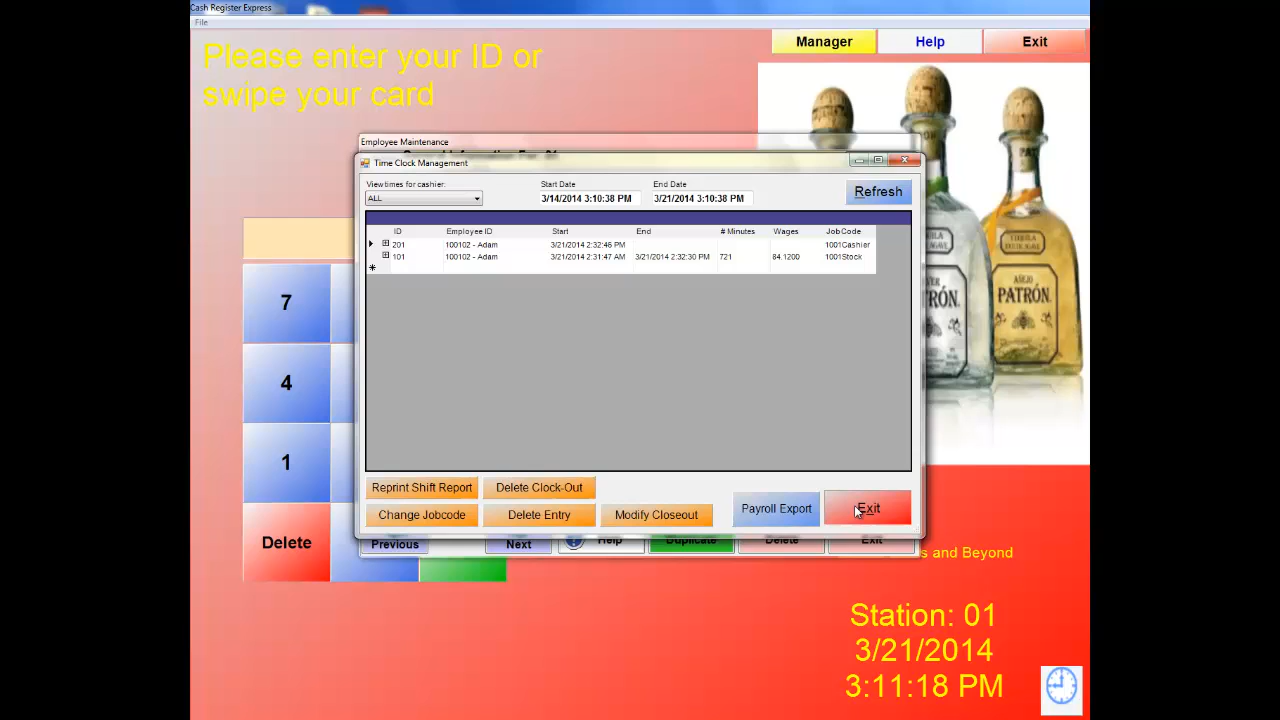 Cash Register Express
File
Manager
Help
Exit
Please enter your ID or
swipe your card
Employee Maintenance
Time Clock Management
View times for cashier:
Start Date
End Date
ALL
3/14/2014 3:10:38 PM
3/21/2014 3:10:38 PM
Refresh
ID Employee ID Start End # Minutes Wages JobCode
201 100102 - Adam 3/21/2014 2:32:46 PM 1001Cashier
101 100102 - Adam 3/21/2014 2:31:47 AM 3/21/2014 2:32:30 PM 721 84.1200 1001Stock
7
4
1
Delete
PATRÓN
Reprint Shift Report
Delete Clock-Out
Change Jobcode
Delete Entry
Modify Closeout
Payroll Export
Exit
Previous
Next
Help
Duplicate
Delete
Exit
s and Beyond
Station: 01
3/21/2014
3:11:18 PM